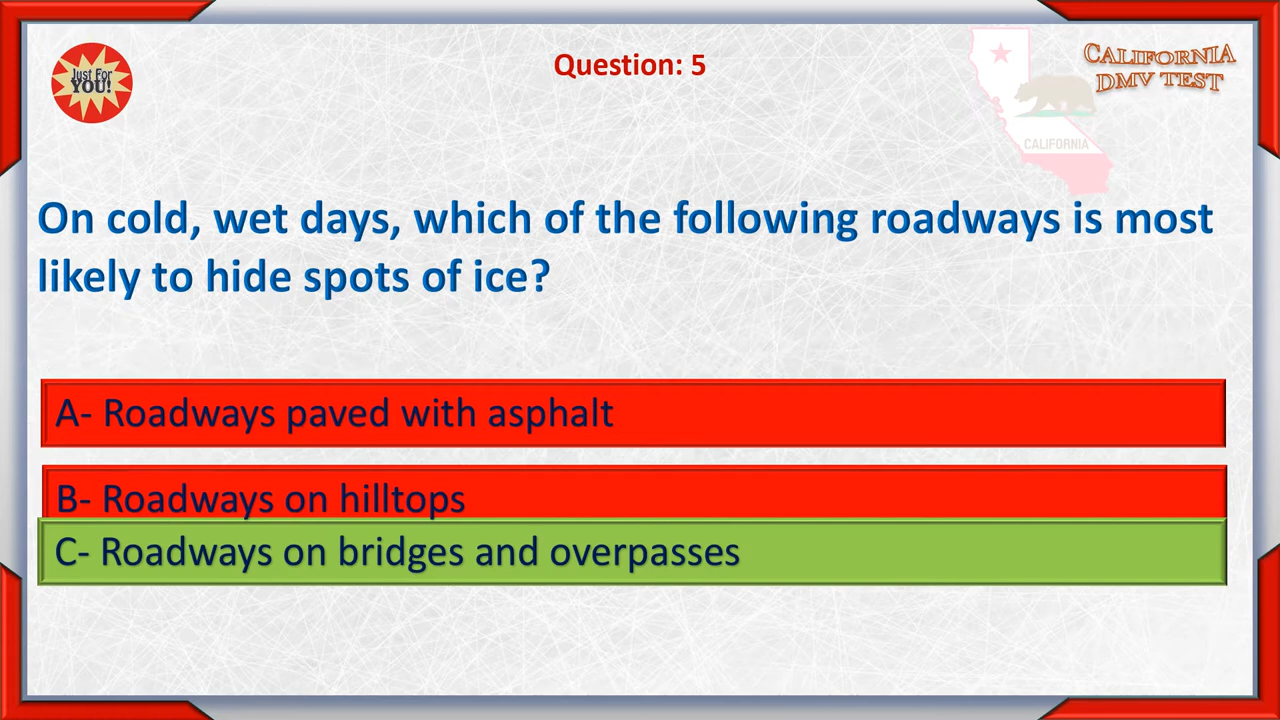 Just For
YOU!
Question: 5
CALIFORNIA
DMV TEST
CALIFORNIA
On cold, wet days, which of the following roadways is most
likely to hide spots of ice?
A- Roadways paved with asphalt
B- Roadways on hilltops
C- Roadways on bridges and overpasses